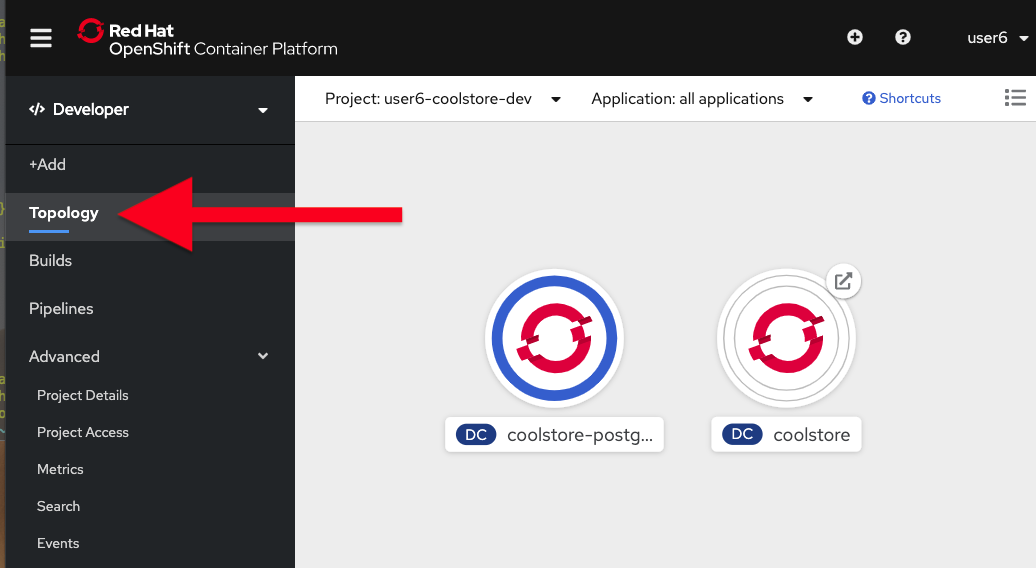 Red Hat
OpenShift Container Platform
user6
Developer
Project: user6-coolstore-dev
Application: all applications
Shortcuts
+Add
Topology
Builds
Pipelines
Advanced
Project Details
Project Access
Metrics
Search
Events
DC coolstore-postg...
DC coolstore